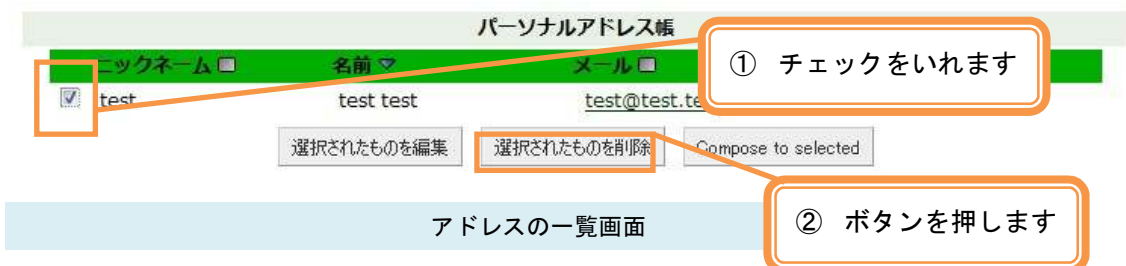 パーソナルアドレス帳
ニックネーム 名前 メール
① チェックをいれます
test test test test@test.te
選択されたものを編集 選択されたものを削除 Compose to selected
② ボタンを押します
アドレスの一覧画面